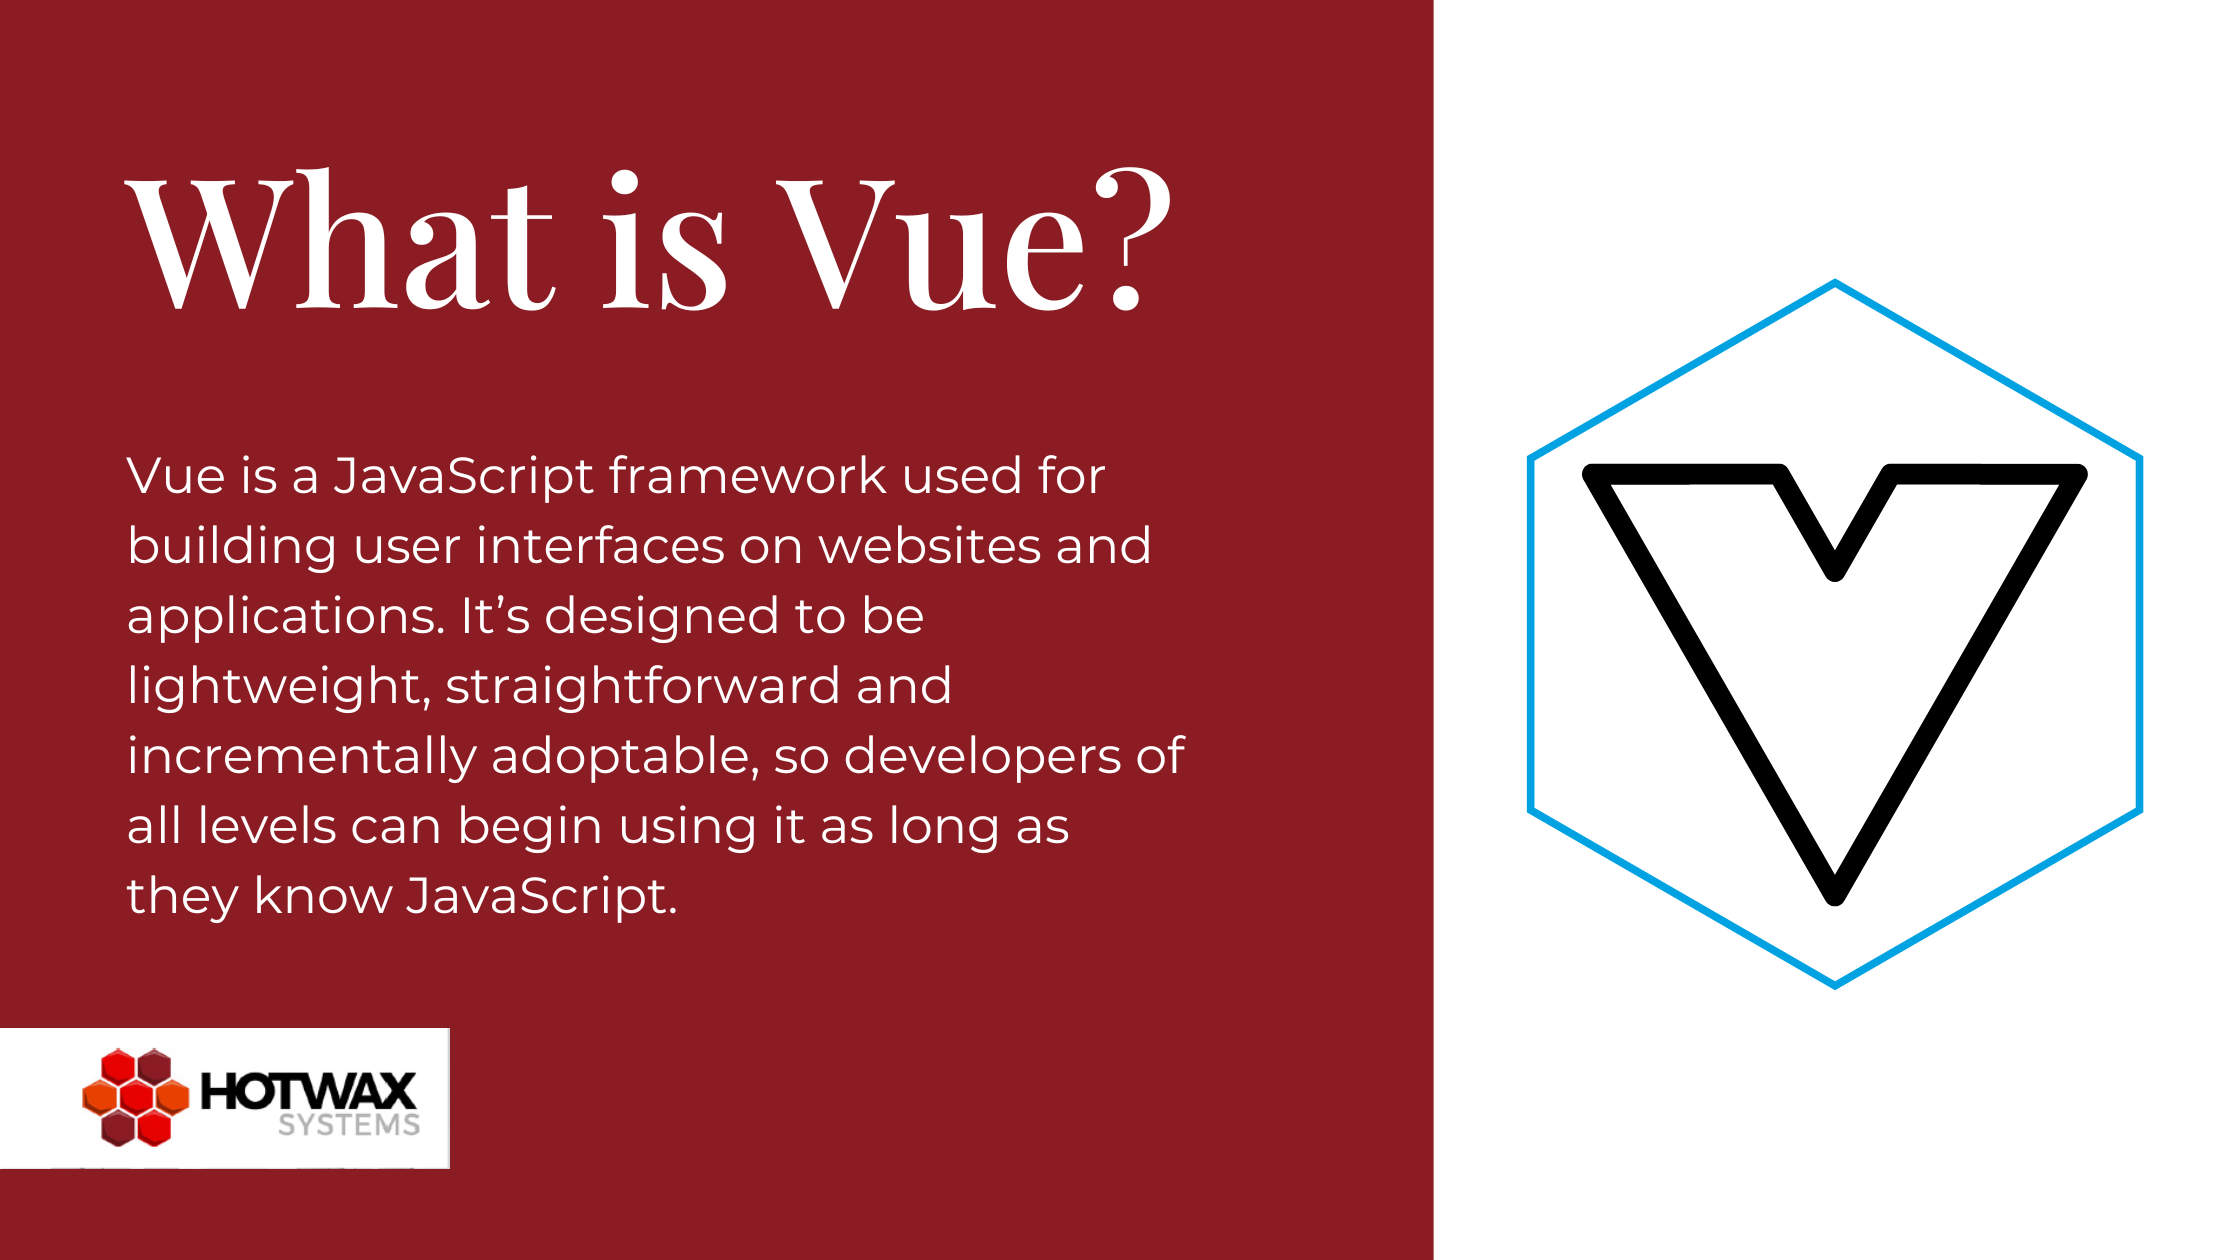 What is Vue?
Vue is a JavaScript framework used for
building user interfaces on websites and
applications. It’s designed to be
lightweight, straightforward and
incrementally adoptable, so developers of
all levels can begin using it as long as
they know JavaScript.
HOTWAX
SYSTEMS